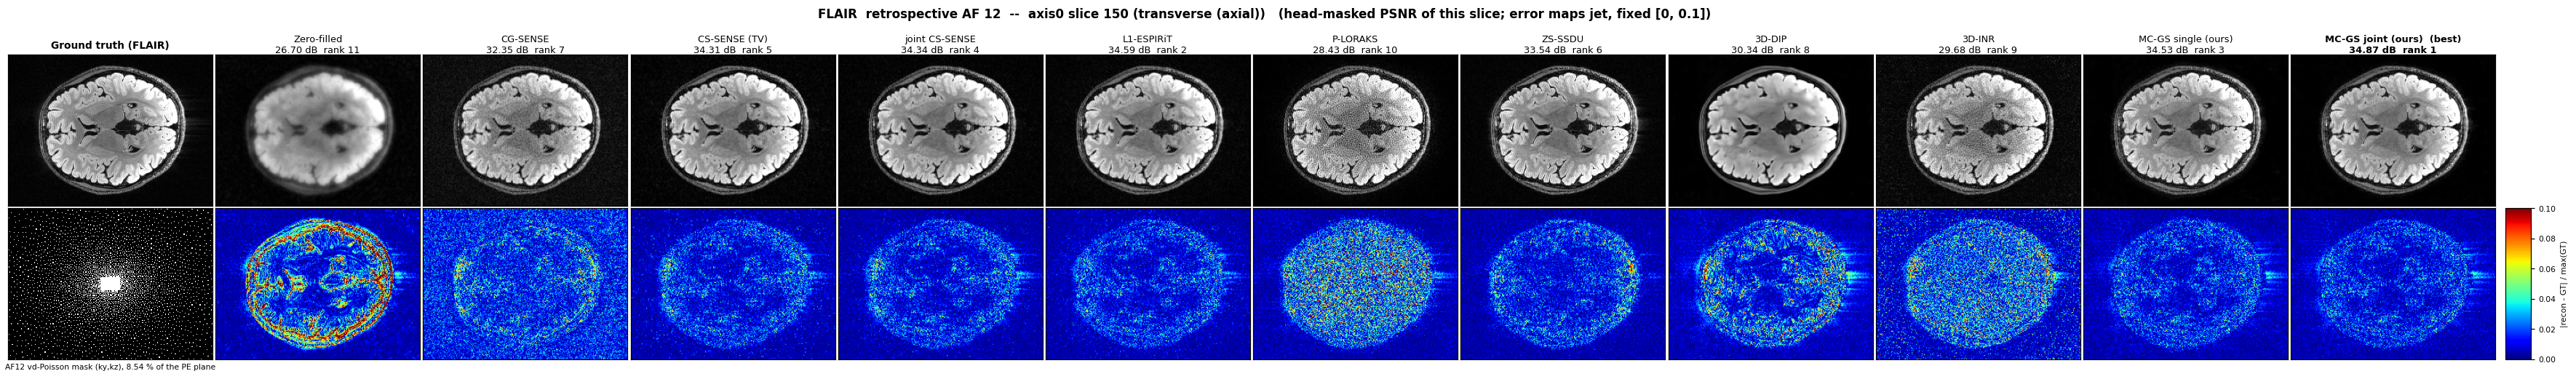 FLAIR retrospective AF 12 -- axis0 slice 150 (transverse (axial)) (head-masked PSNR of this slice; error maps jet, fixed [0, 0.1])
Ground truth (FLAIR)
Zero-filled
26.70 dB rank 11
CG-SENSE
32.35 dB rank 7
CS-SENSE (TV)
34.31 dB rank 5
joint CS-SENSE
34.34 dB rank 4
L1-ESPIRiT
34.59 dB rank 2
P-LORAKS
28.43 dB rank 10
ZS-SSDU
33.54 dB rank 6
3D-DIP
30.34 dB rank 8
3D-INR
29.68 dB rank 9
MC-GS single (ours)
34.53 dB rank 3
MC-GS joint (ours) (best)
34.87 dB rank 1
0.10
0.08
0.06
0.04
0.02
0.00
|recon - GT| / max(GT)
AF12 vd-Poisson mask (ky,kz), 8.54 % of the PE plane